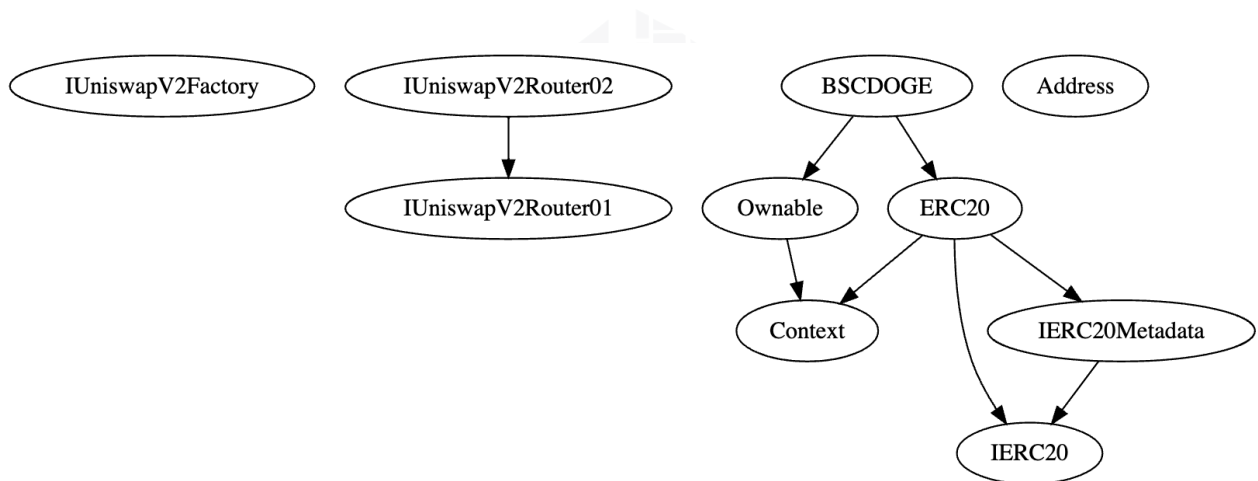 IUniswapV2Factory
IUniswapV2Router02
BSCDOGE
Address
IUniswapV2Router01
Ownable
ERC20
Context
IERC20Metadata
IERC20